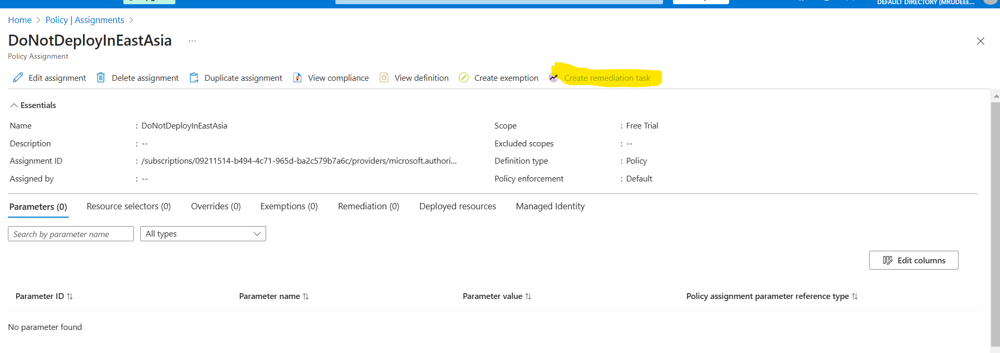 DEFAULT DIRECTORY (MRUDEEE...
Home > Policy | Assignments >
DoNotDeployInEastAsia ...
Policy Assignment
Edit assignment Delete assignment Duplicate assignment View compliance View definition Create exemption Create remediation task
Essentials
Name : DoNotDeployInEastAsia Scope : Free Trial
Description : -- Excluded scopes : --
Assignment ID : /subscriptions/09211514-b494-4c71-965d-ba2c579b7a6c/providers/microsoft.authori... Definition type : Policy
Assigned by : -- Policy enforcement : Default
Parameters (0) Resource selectors (0) Overrides (0) Exemptions (0) Remediation (0) Deployed resources Managed Identity
Search by parameter name All types
Edit columns
Parameter ID Parameter name Parameter value Policy assignment parameter reference type
No parameter found